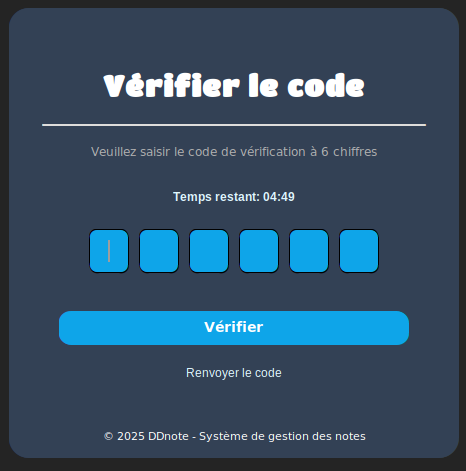 Vérifier le code
Veuillez saisir le code de vérification à 6 chiffres
Temps restant: 04:49
Vérifier
Renvoyer le code
© 2025 DDnote - Système de gestion des notes